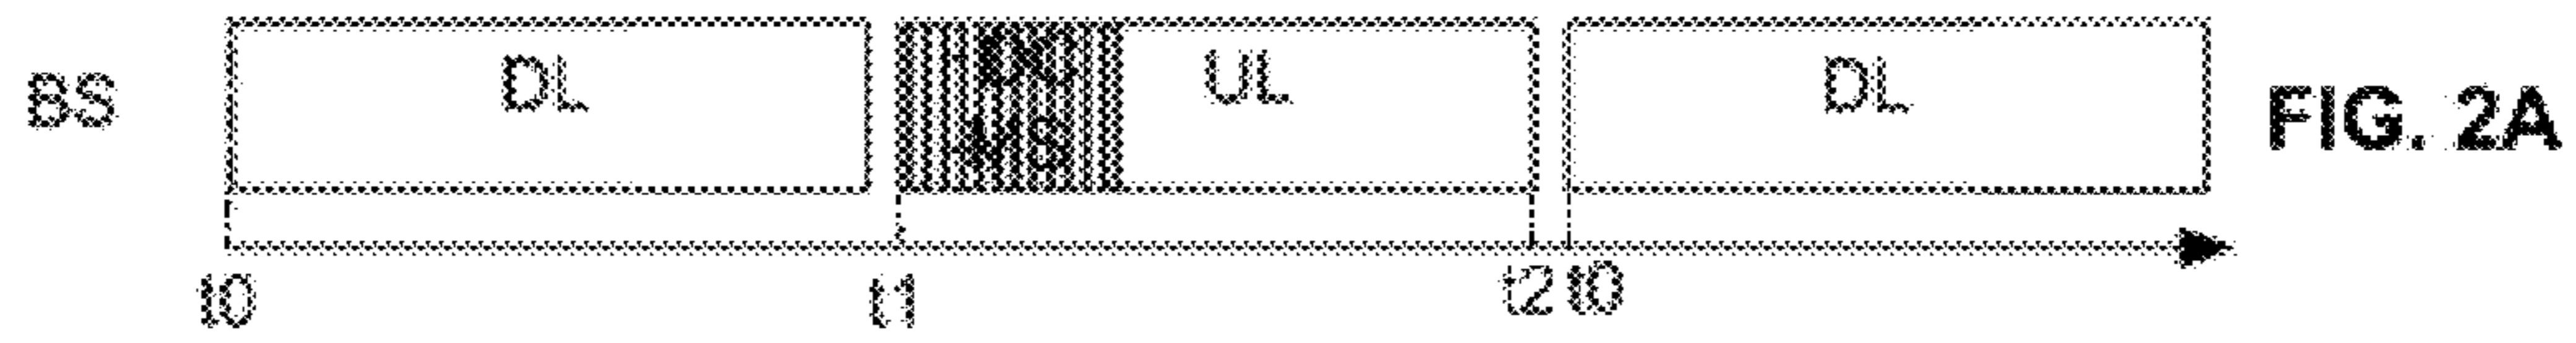 BS DL UL DL FIG. 2A
MS
t0 t1 t2 t0